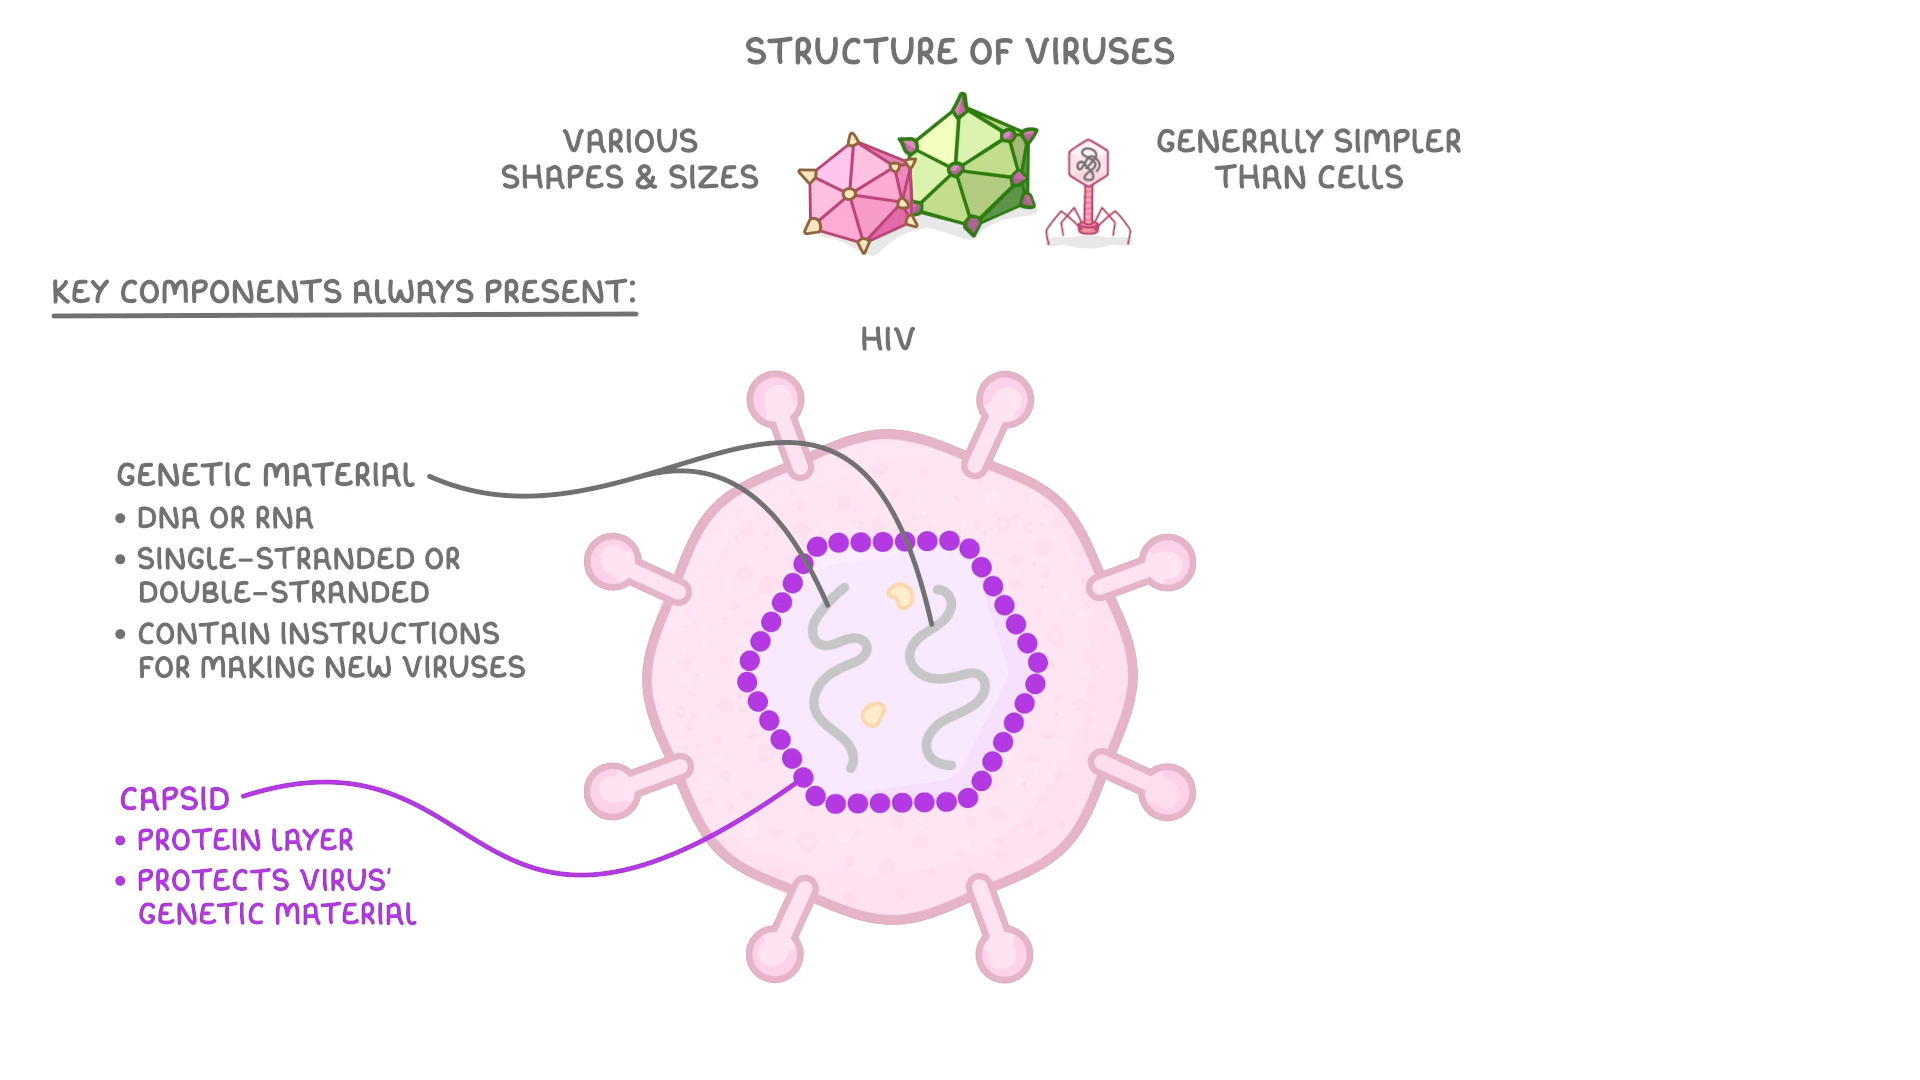 STRUCTURE OF VIRUSES
VARIOUS
SHAPES & SIZES
GENERALLY SIMPLER
THAN CELLS
KEY COMPONENTS ALWAYS PRESENT:
HIV
GENETIC MATERIAL
• DNA OR RNA
• SINGLE-STRANDED OR
DOUBLE-STRANDED
• CONTAIN INSTRUCTIONS
FOR MAKING NEW VIRUSES
CAPSID
• PROTEIN LAYER
• PROTECTS VIRUS'
GENETIC MATERIAL